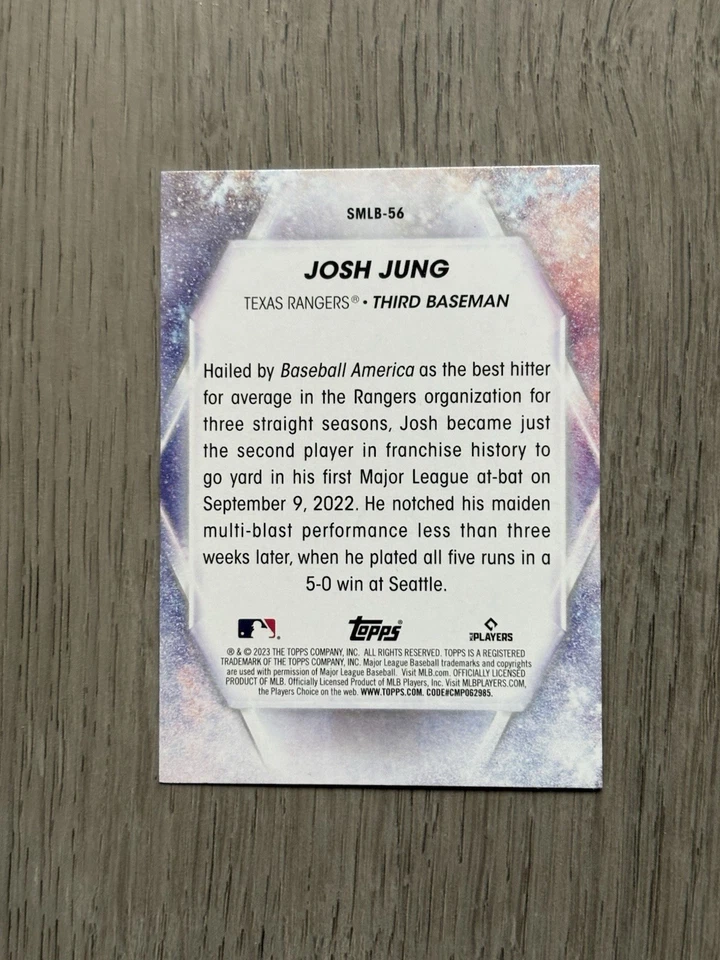 SMLB-56
JOSH JUNG
TEXAS RANGERS® • THIRD BASEMAN
Hailed by Baseball America as the best hitter
for average in the Rangers organization for
three straight seasons, Josh became just
the second player in franchise history to
go yard in his first Major League at-bat on
September 9, 2022. He notched his maiden
multi-blast performance less than three
weeks later, when he plated all five runs in a
5-0 win at Seattle.
Topps® PLAYERS
® & © 2023 THE TOPPS COMPANY, INC. ALL RIGHTS RESERVED. TOPPS IS A REGISTERED
TRADEMARK OF THE TOPPS COMPANY, INC. Major League Baseball trademarks and copyrights
are used with permission of Major League Baseball. Visit MLB.com. OFFICIALLY LICENSED
PRODUCT OF MLB. Officially Licensed Product of MLB Players, Inc. Visit MLBPLAYERS.COM,
the Players Choice on the web. WWW.TOPPS.COM. CODE#CMP062985.